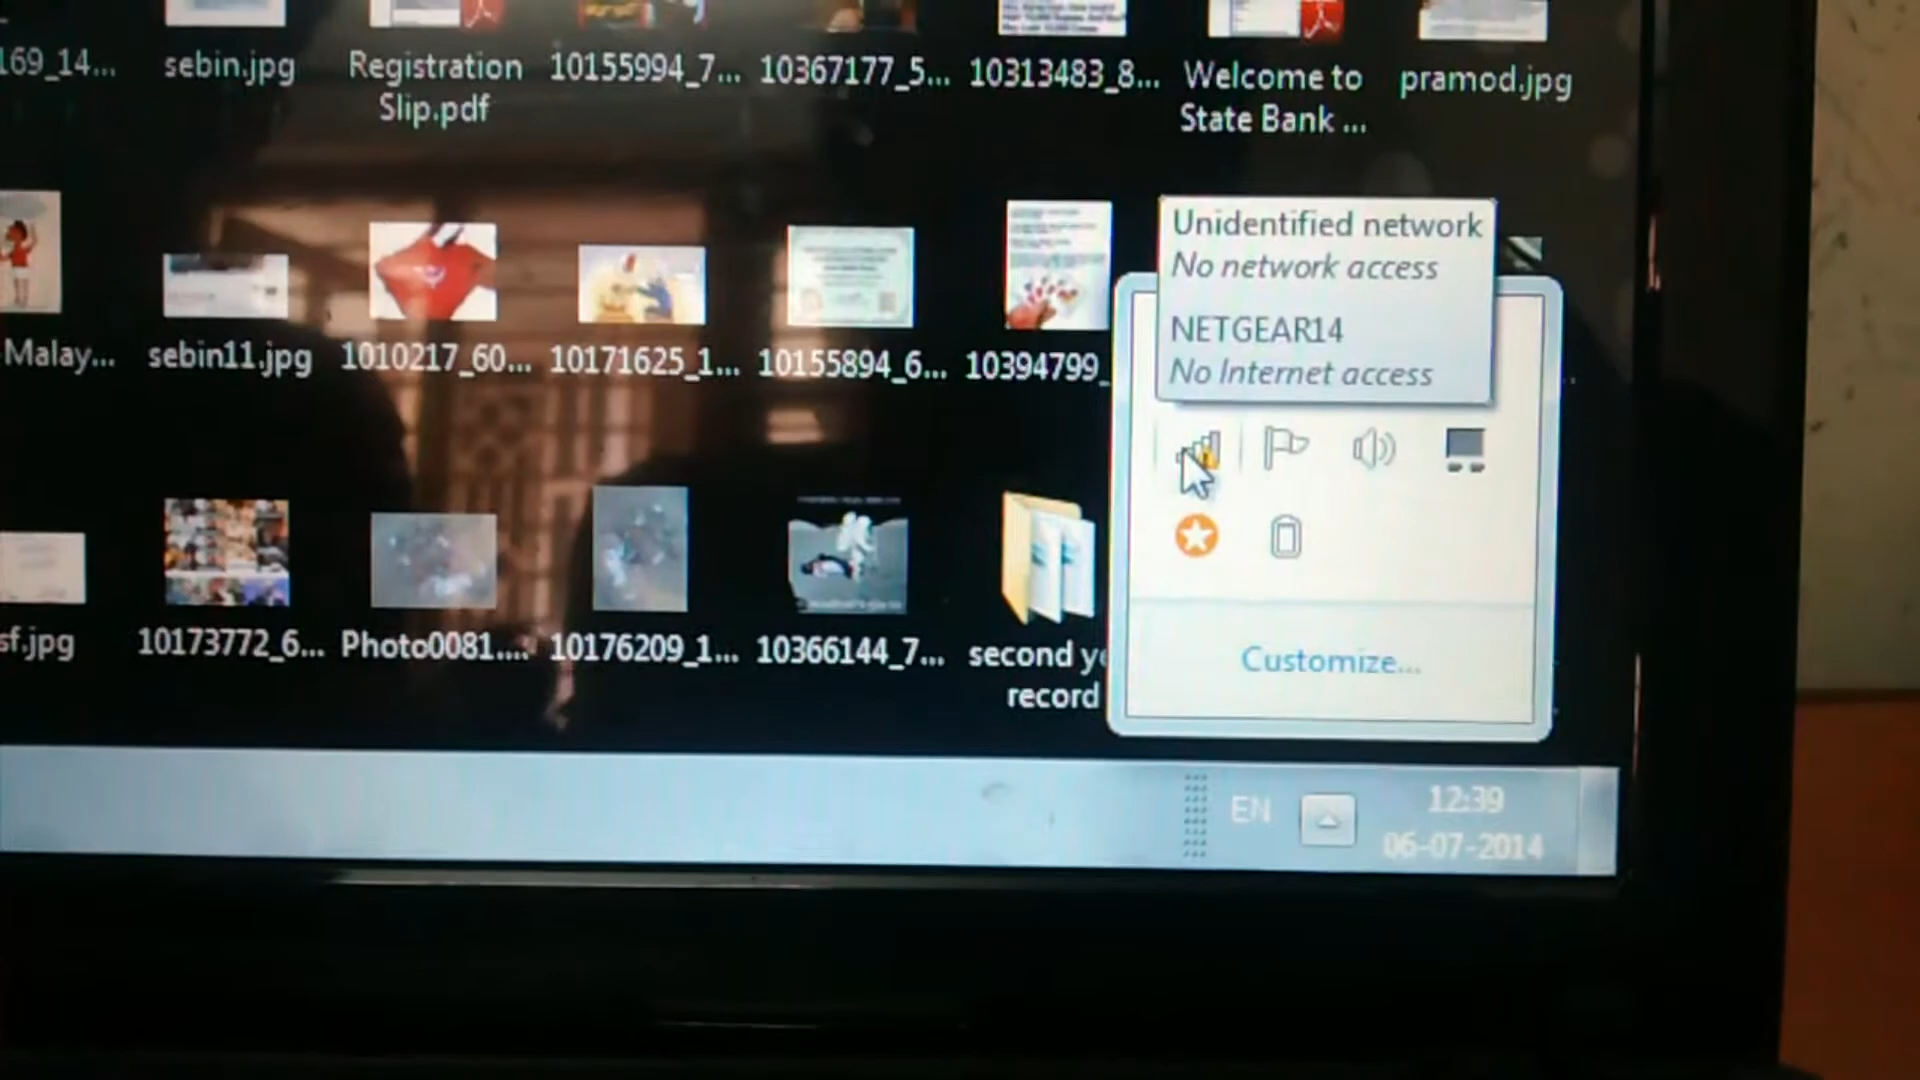 169_14...
sebin.jpg
Registration
Slip.pdf
10155994_7...
10367177_5...
10313483_8...
Welcome to
State Bank ...
pramod.jpg
Unidentified network
No network access
NETGEAR14
No Internet access
Malay...
sebin11.jpg
1010217_60...
10171625_1...
10155894_6...
10394799_
sf.jpg
10173772_6...
Photo0081....
10176209_1...
10366144_7...
second ye
record
Customize...
EN
12:39
06-07-2014